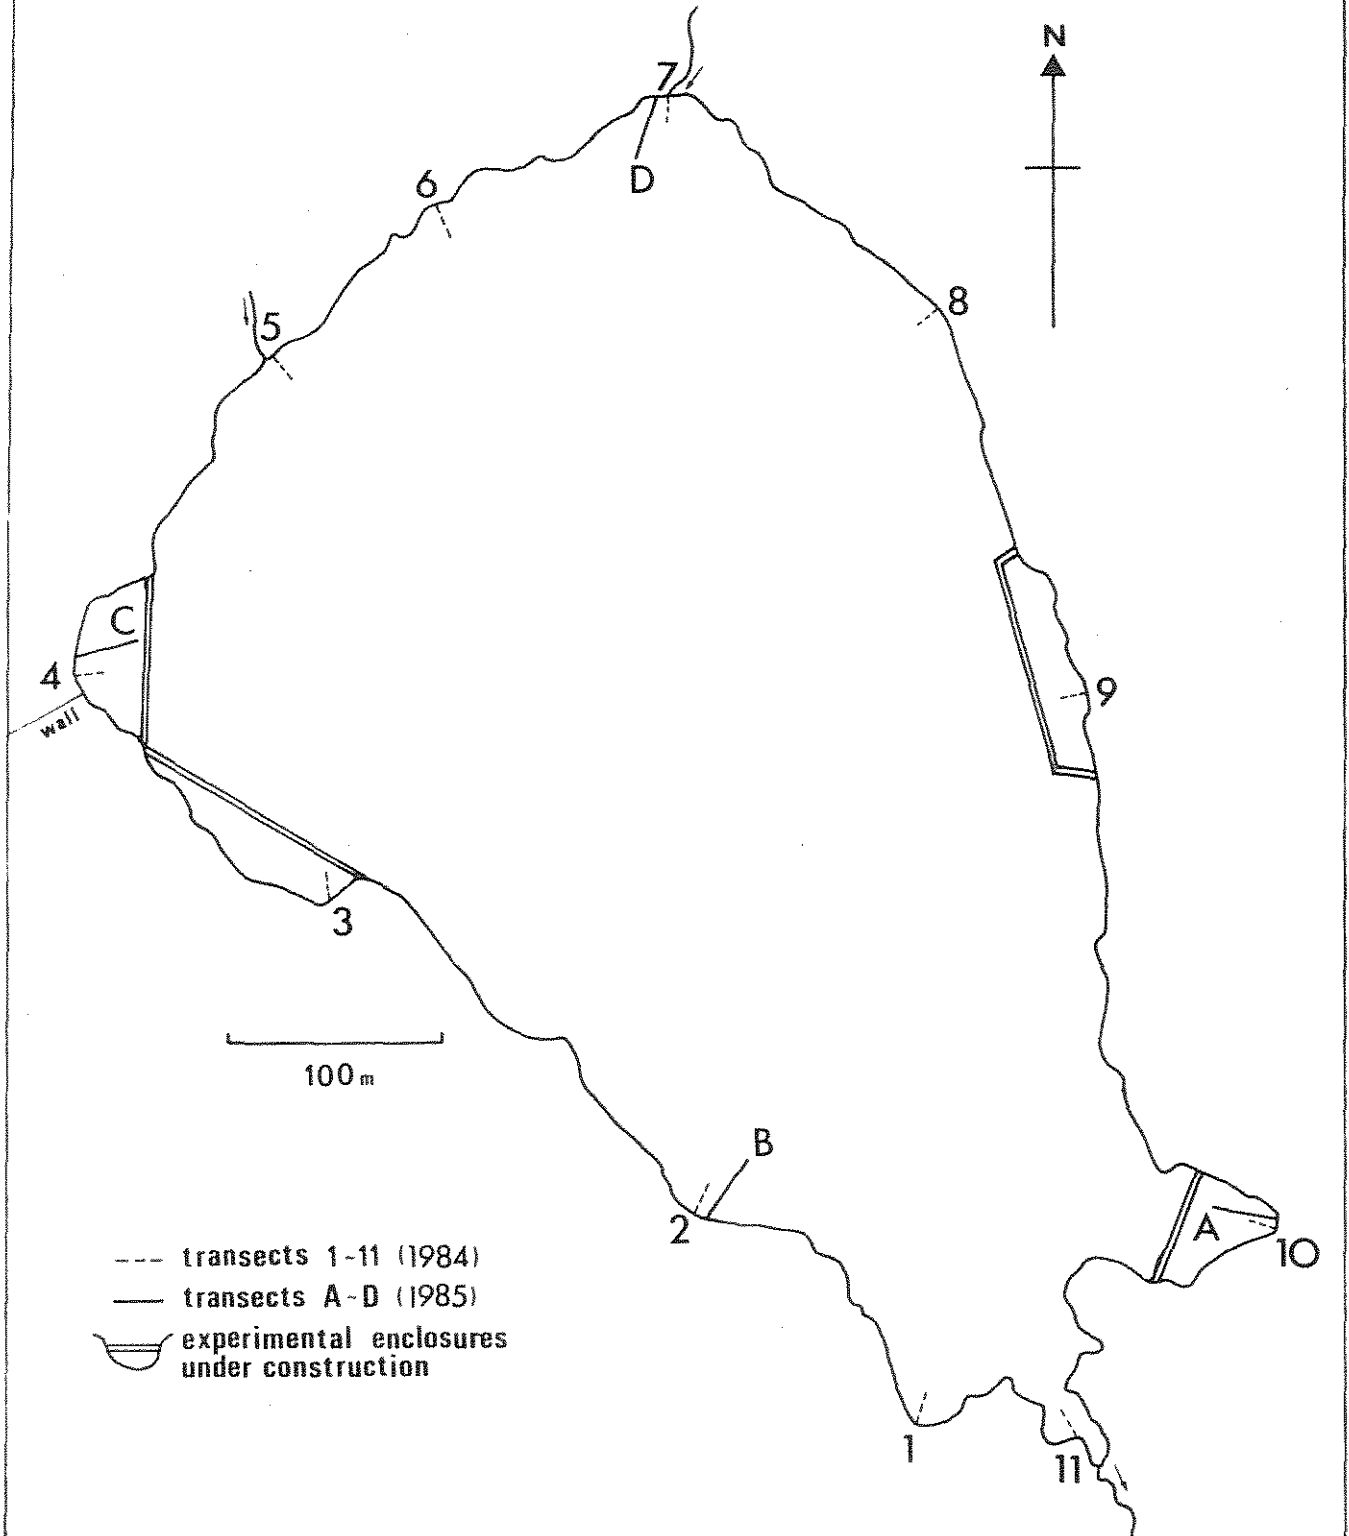 N
7
D
6
8
5
C
4
wall
9
3
100m
B
2
A
10
transects 1-11 (1984)
transects A-D (1985)
experimental enclosures
under construction
1
11